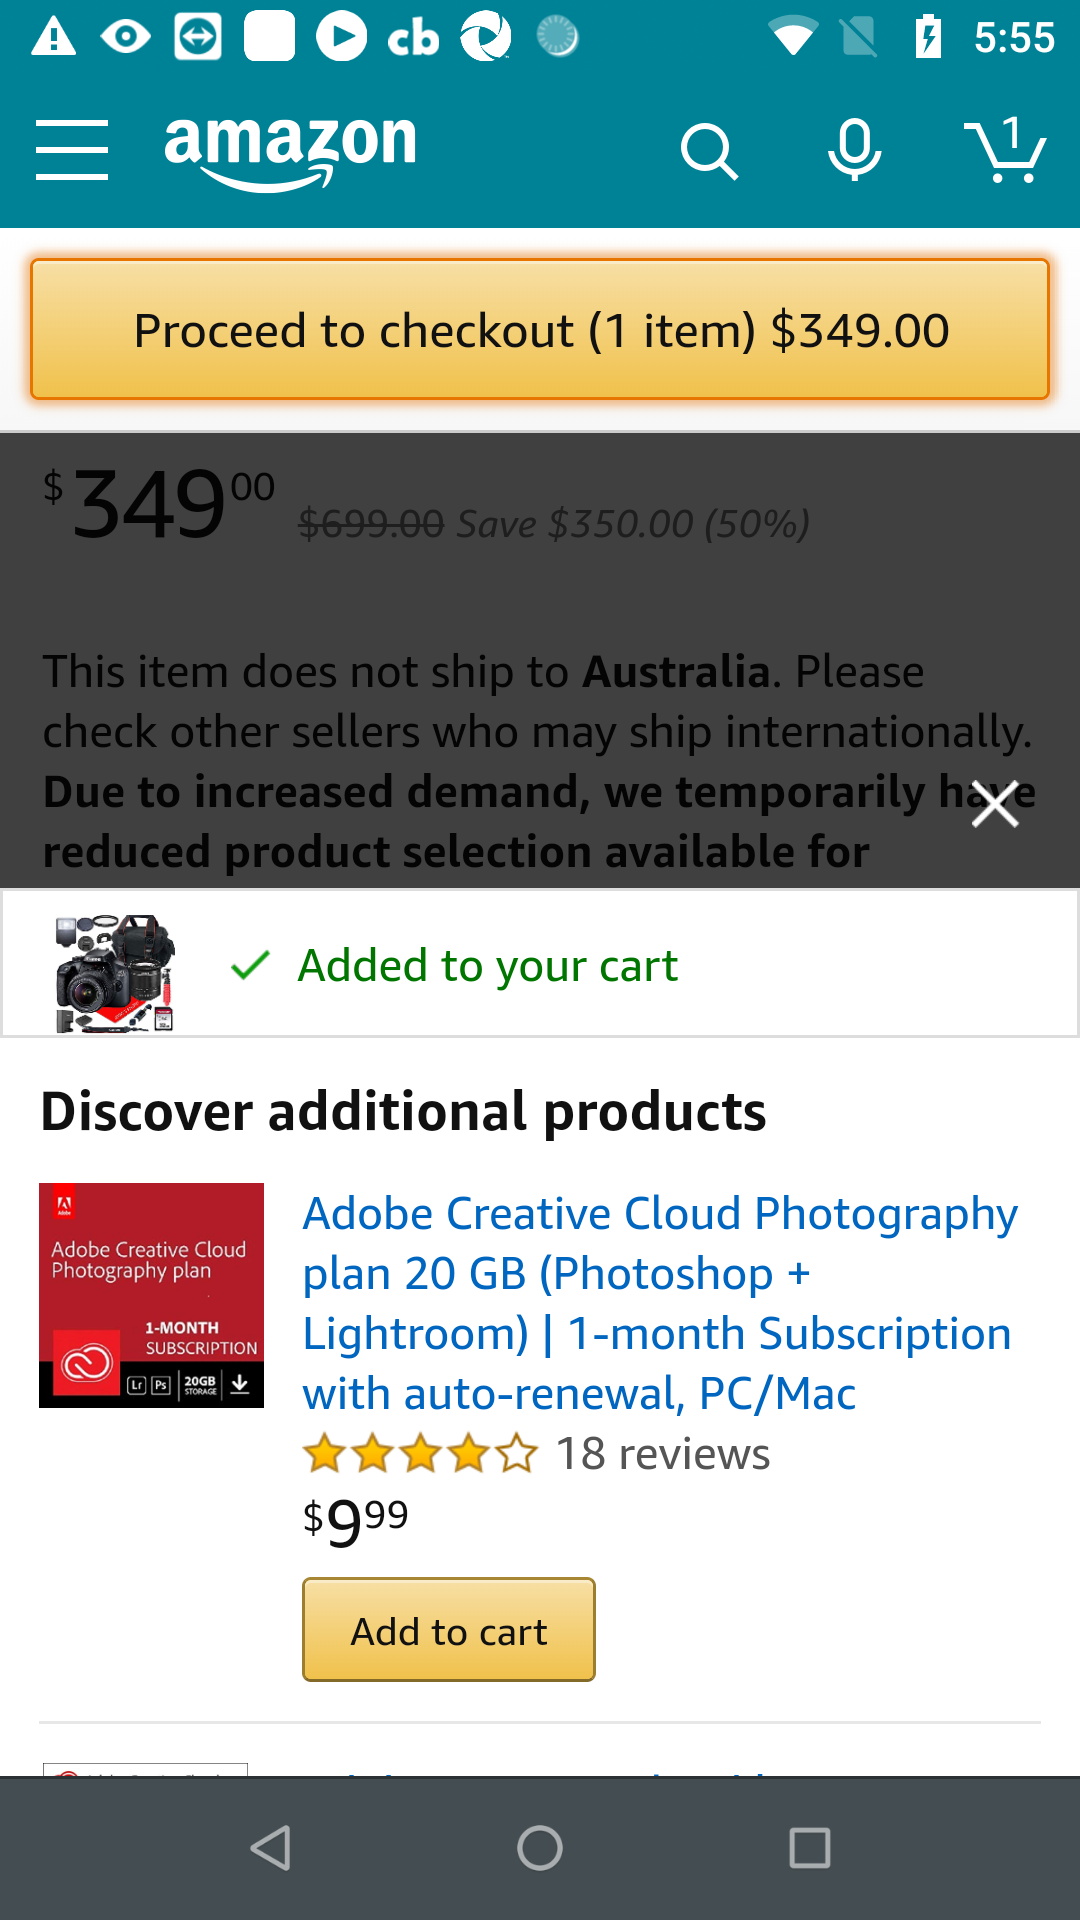 cb 5:55
amazon 1
Proceed to checkout (1 item) $349.00
$34900 $699.00 Save $350.00 (50%)
This item does not ship to Australia. Please
check other sellers who may ship internationally.
Due to increased demand, we temporarily have
reduced product selection available for
Added to your cart
Discover additional products
Adobe Creative Cloud
Photography plan
1-MONTH
SUBSCRIPTION
Lr Ps 20GB
STORAGE
Adobe Creative Cloud Photography
plan 20 GB (Photoshop +
Lightroom) | 1-month Subscription
with auto-renewal, PC/Mac
18 reviews
$999
Add to cart